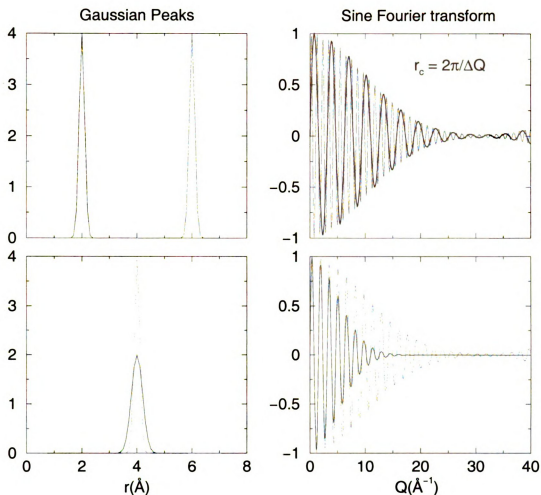 Gaussian Peaks
Sine Fourier transform
4
3
2
1
0
1
0.5
0
-0.5
-1
r_c = 2π/ΔQ
4
3
2
1
0
1
0.5
0
-0.5
-1
0 2 4 6 8
0 10 20 30 40
r(Å)
Q(Å⁻¹)